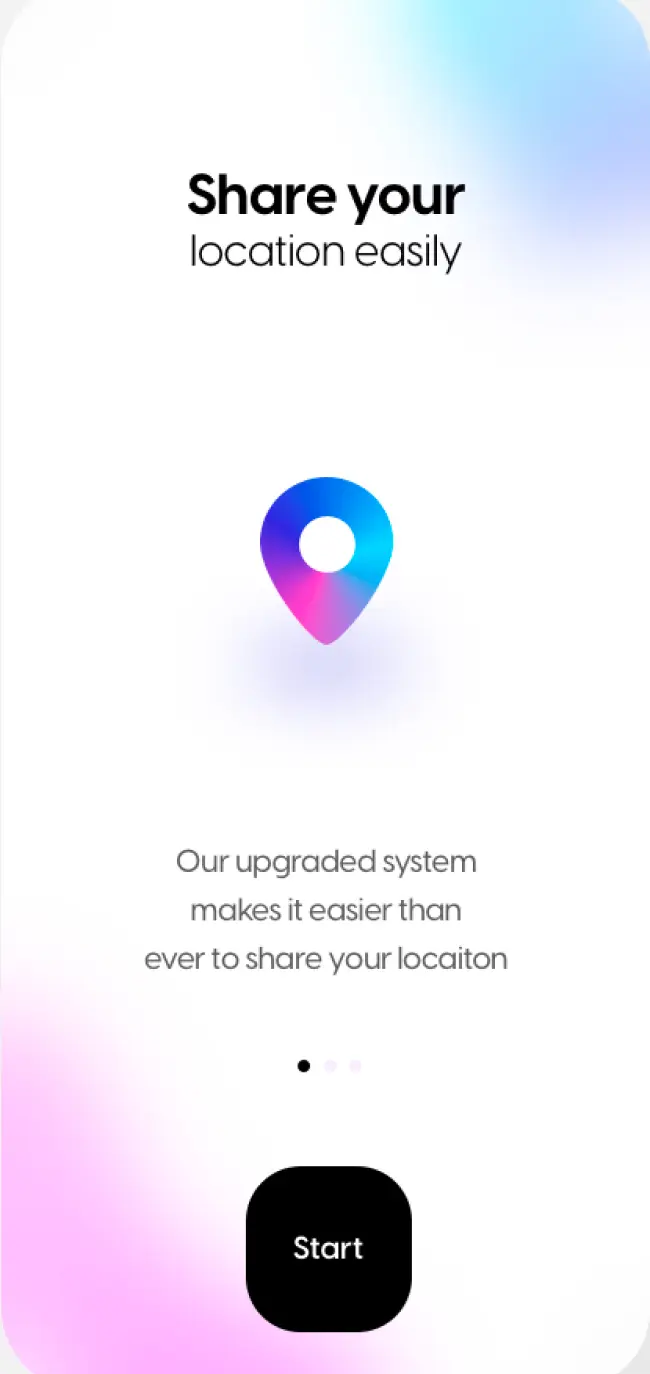 Share your
location easily
Our upgraded system
makes it easier than
ever to share your locaiton
Start